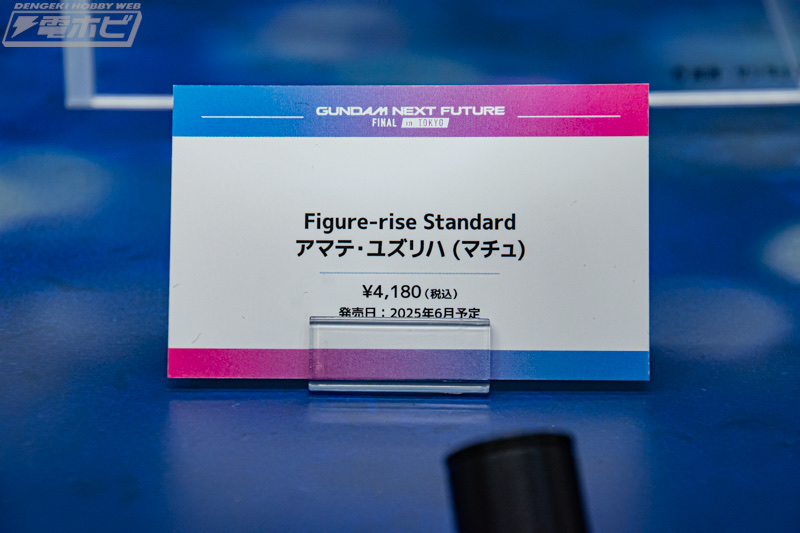 DENGEKI HOBBY WEB
電ホビ
GUNDAM NEXT FUTURE
FINAL in TOKYO
Figure-rise Standard
アマテ・ユズリハ (マチュ)
¥4,180(税込)
発売日：2025年6月予定